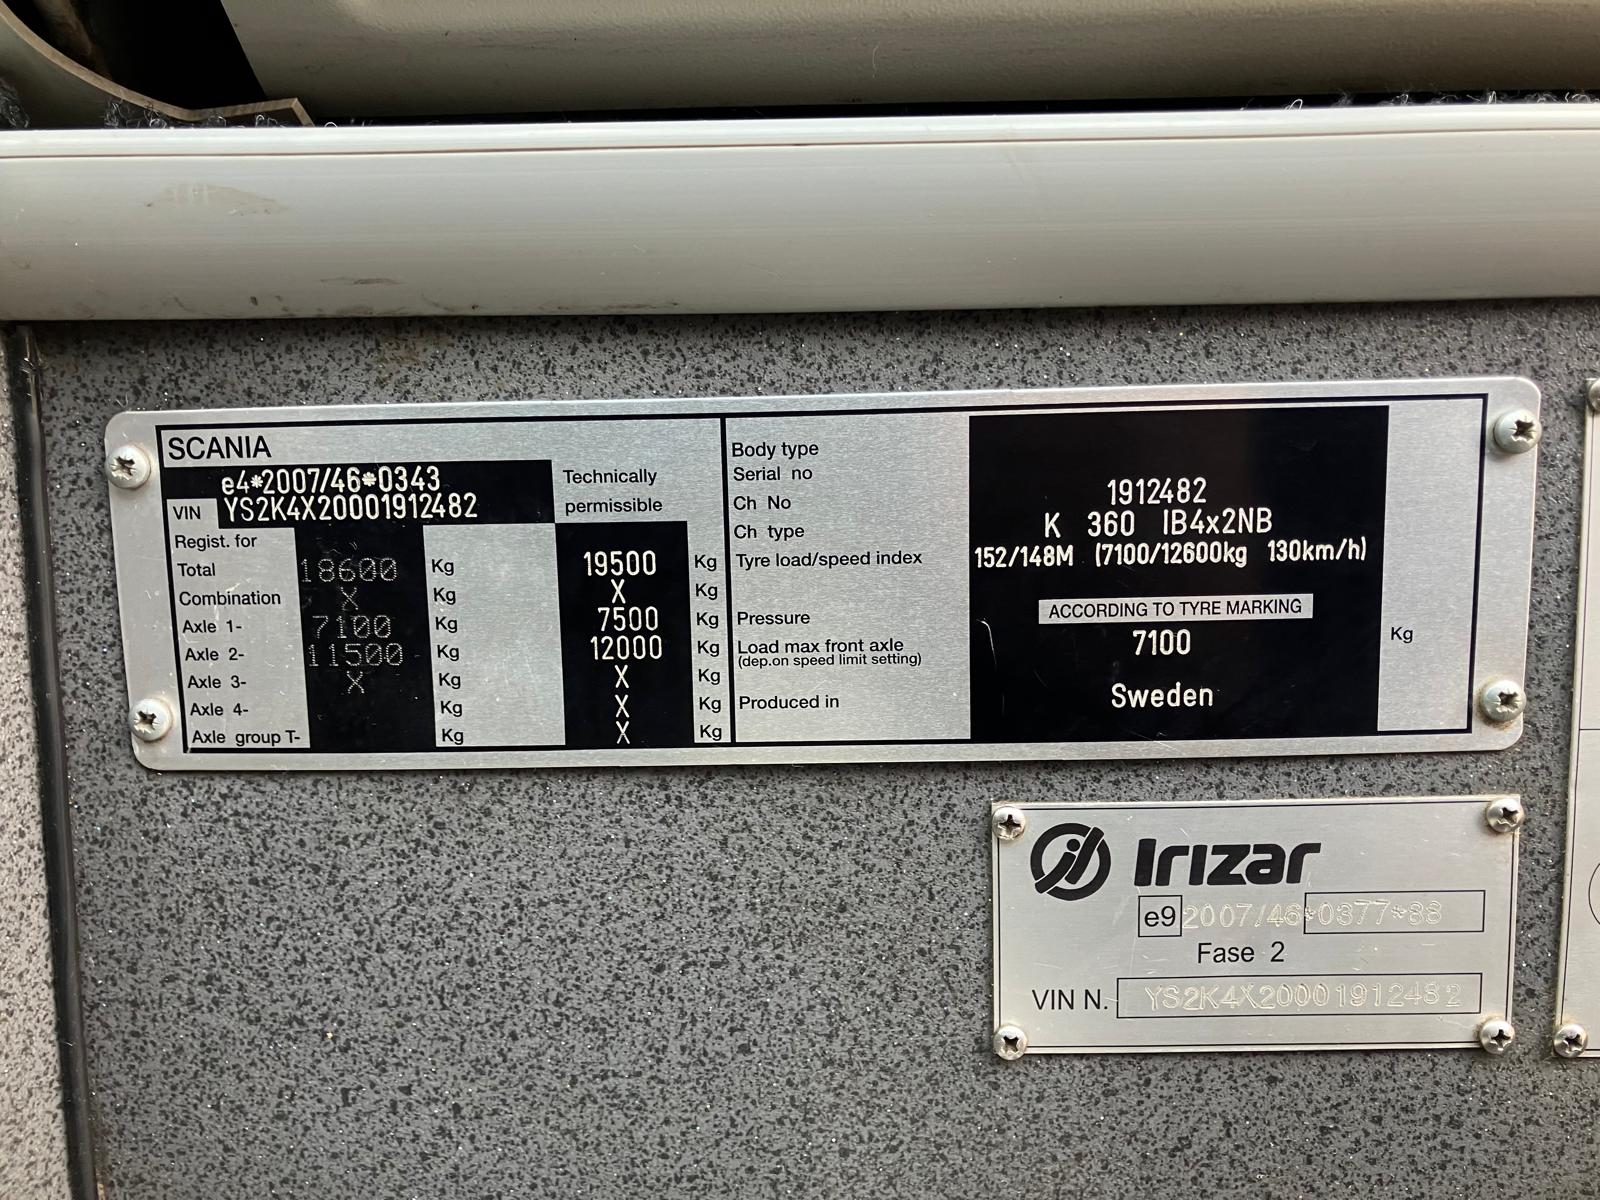 SCANIA
e4*2007/46*0343
VIN YS2K4X20001912482
Technically
permissible
Regist. for
Total 18600 Kg 19500 Kg
Combination X Kg X Kg
Axle 1- 7100 Kg 7500 Kg
Axle 2- 11500 Kg 12000 Kg
Axle 3- X Kg X Kg
Axle 4- Kg X Kg
Axle group T- Kg X Kg
Body type
Serial no
Ch No 1912482
Ch type K 360 IB4x2NB
Tyre load/speed index 152/148M (7100/12600kg 130km/h)
Pressure ACCORDING TO TYRE MARKING
Load max front axle 7100 Kg
(dep.on speed limit setting)
Produced in Sweden
Irizar
e9 2007/46*0377*88
Fase 2
VIN N. YS2K4X20001912482